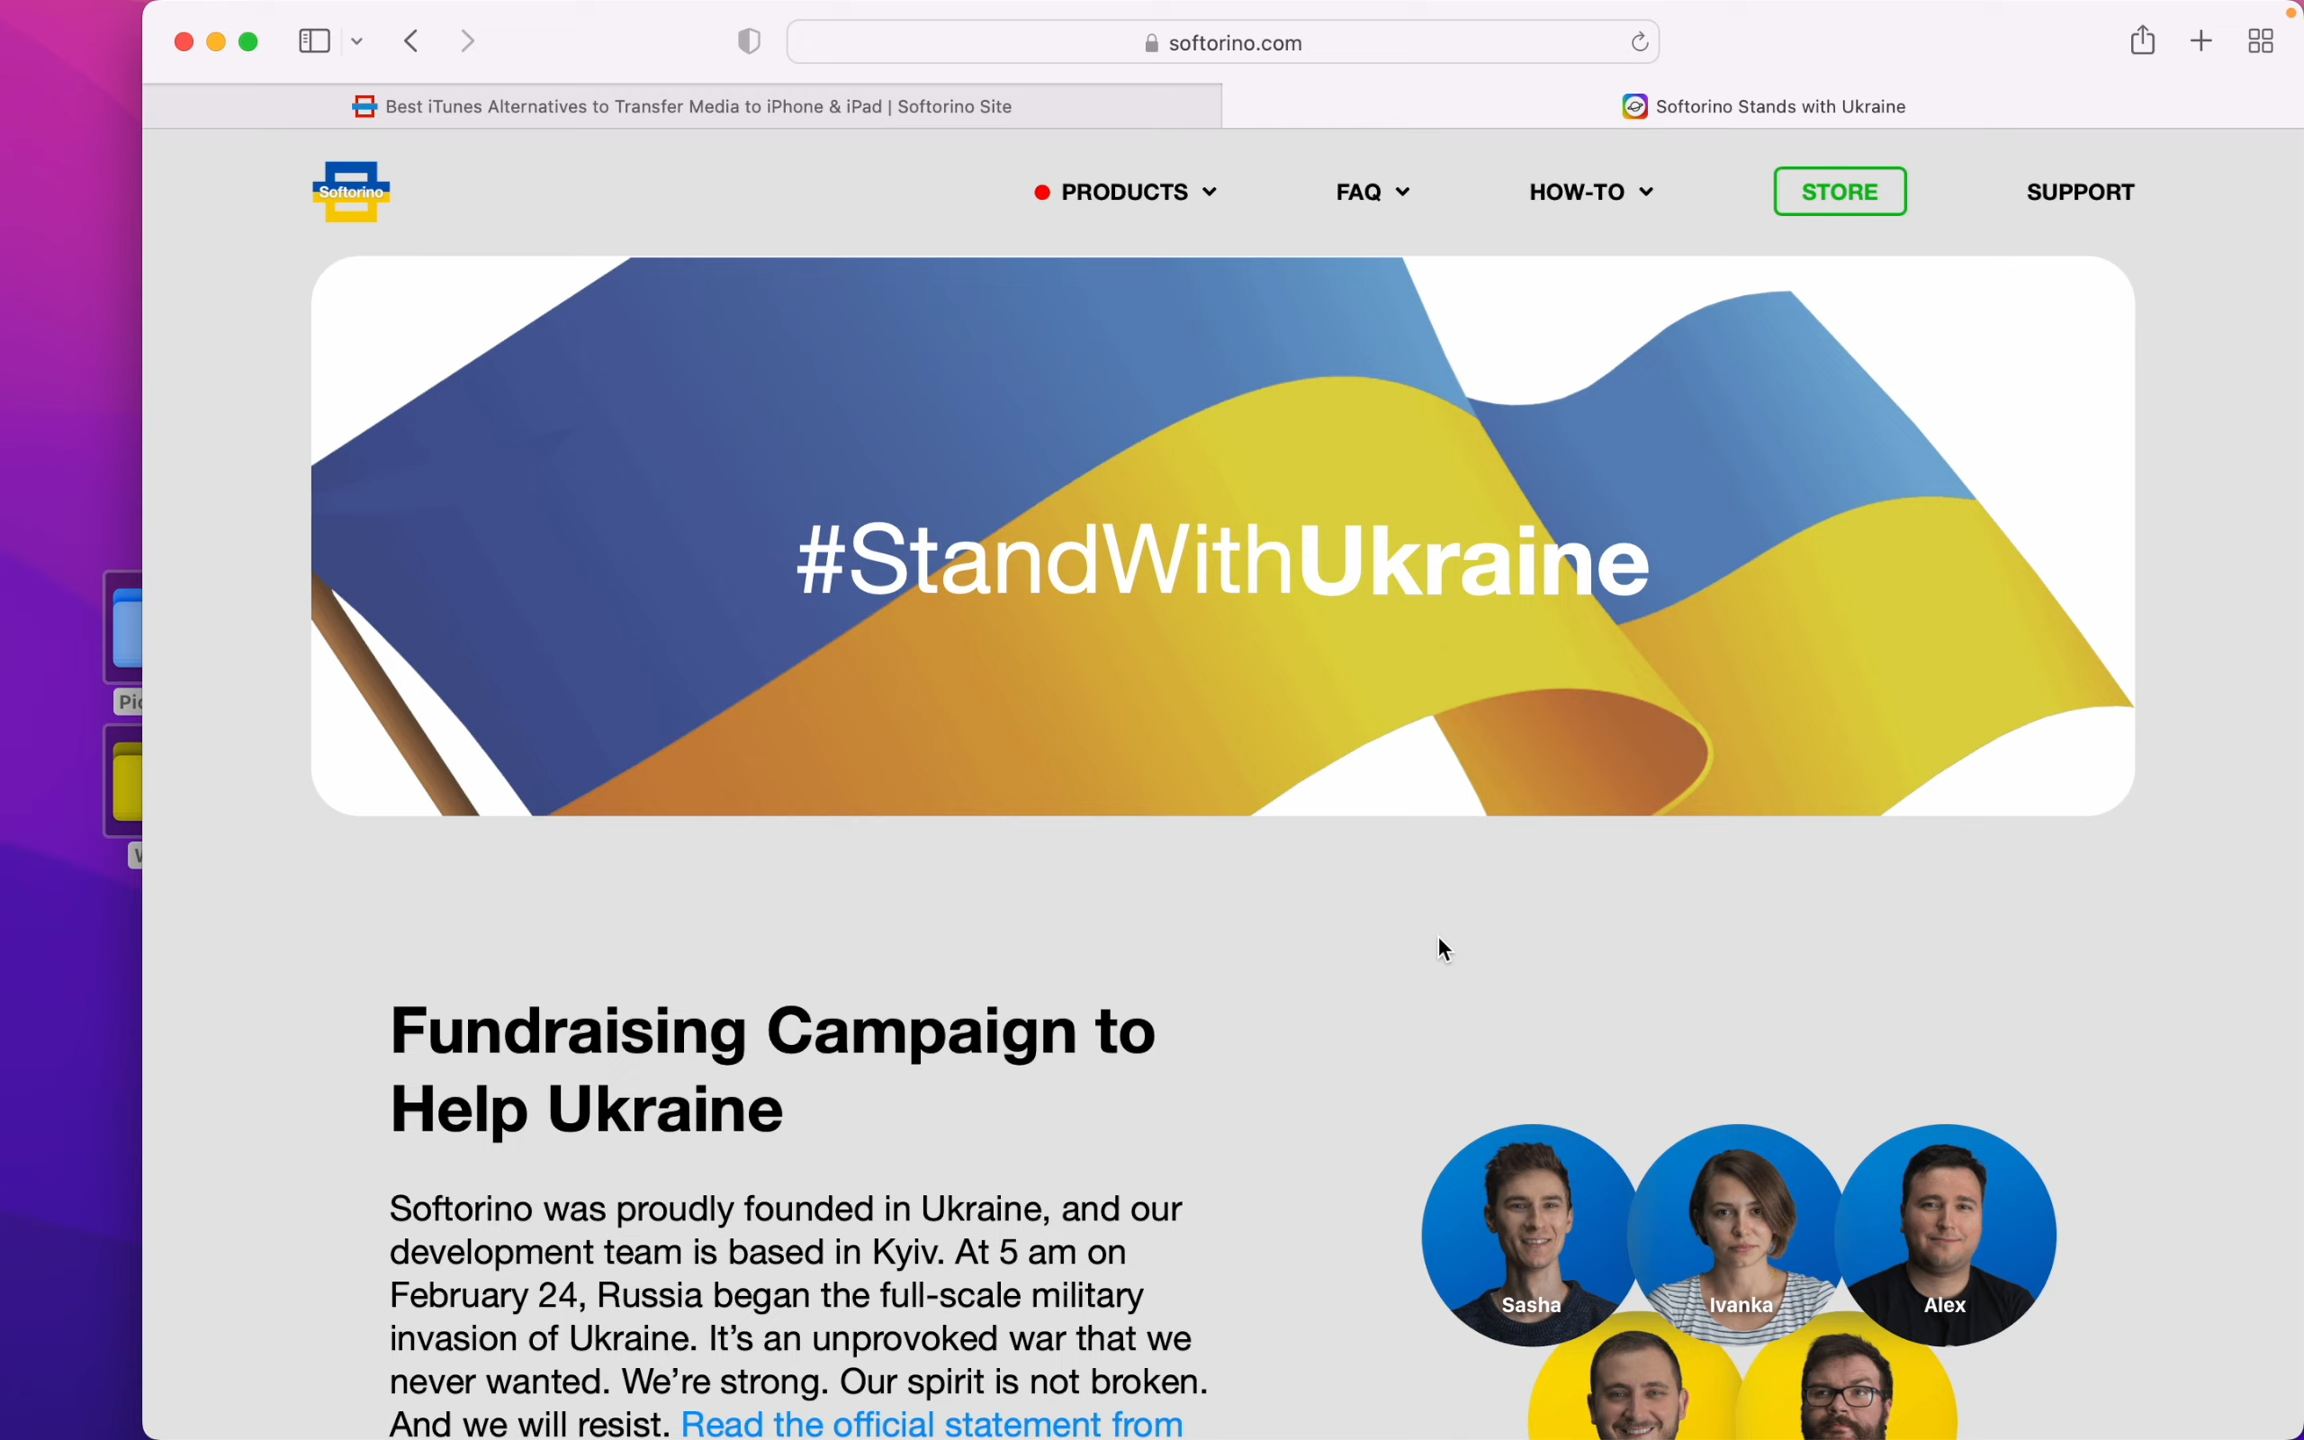 softorino.com
Best iTunes Alternatives to Transfer Media to iPhone & iPad | Softorino Site
Softorino Stands with Ukraine
Softorino
PRODUCTS
FAQ
HOW-TO
STORE
SUPPORT
#StandWithUkraine
Fundraising Campaign to
Help Ukraine
Softorino was proudly founded in Ukraine, and our
development team is based in Kyiv. At 5 am on
February 24, Russia began the full-scale military
invasion of Ukraine. It’s an unprovoked war that we
never wanted. We’re strong. Our spirit is not broken.
And we will resist. Read the official statement from
Sasha
Ivanka
Alex